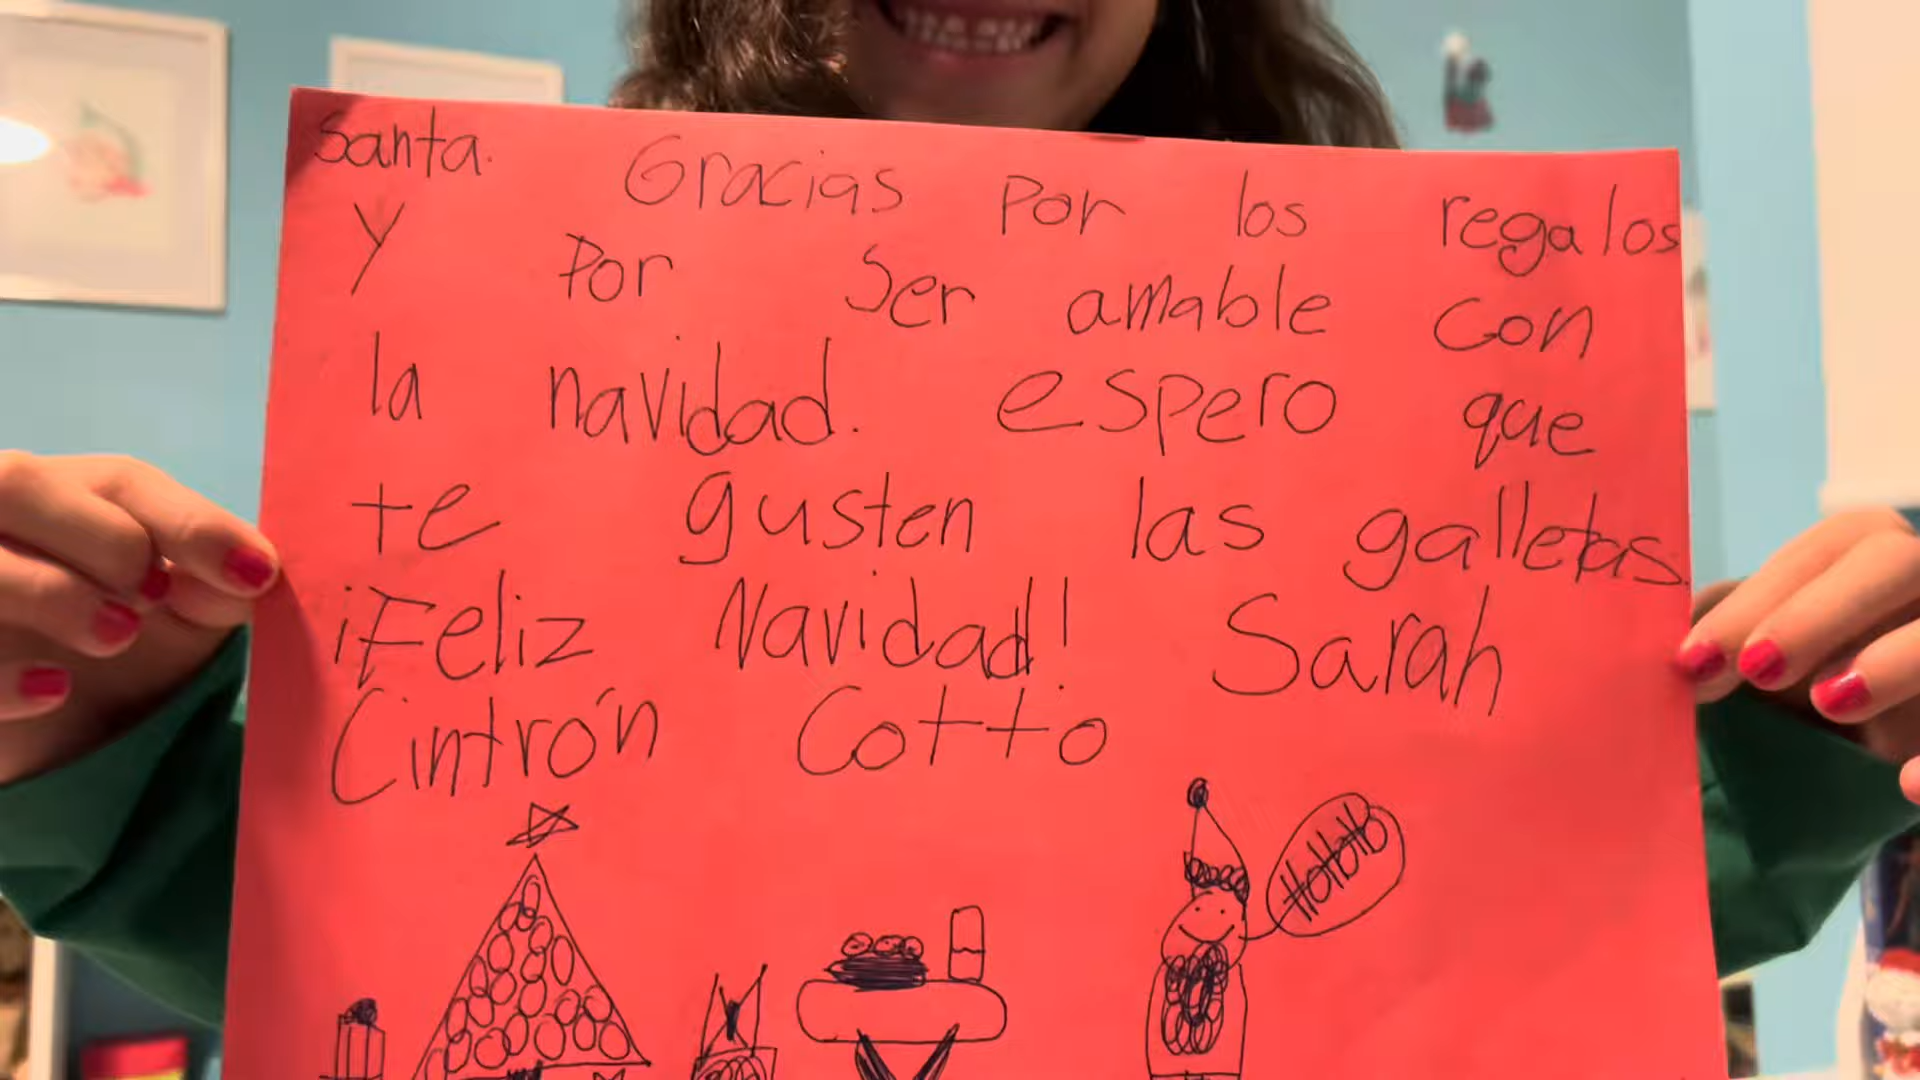 Santa. Gracias por los regalos
y por ser amable con
la navidad. espero que
te gusten las galletas.
¡Feliz Navidad! Sarah
Cintrón Cotto
HoHoHo